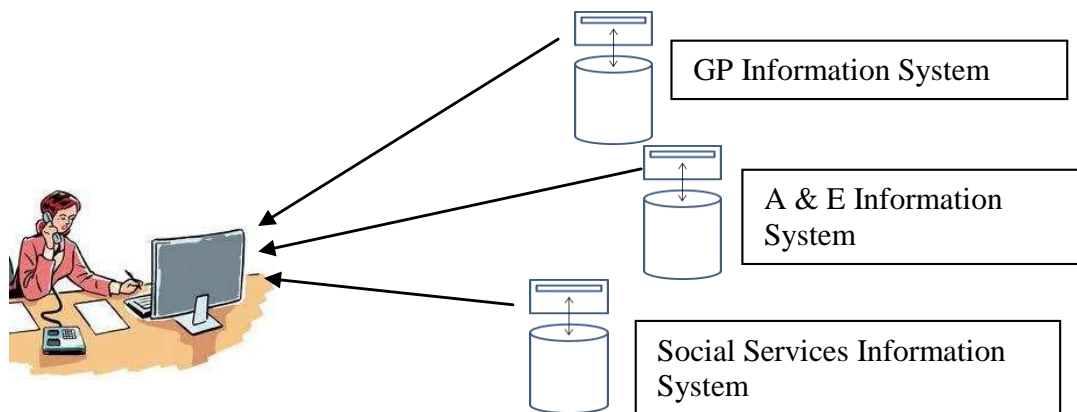 GP Information System
A & E Information
System
Social Services Information
System